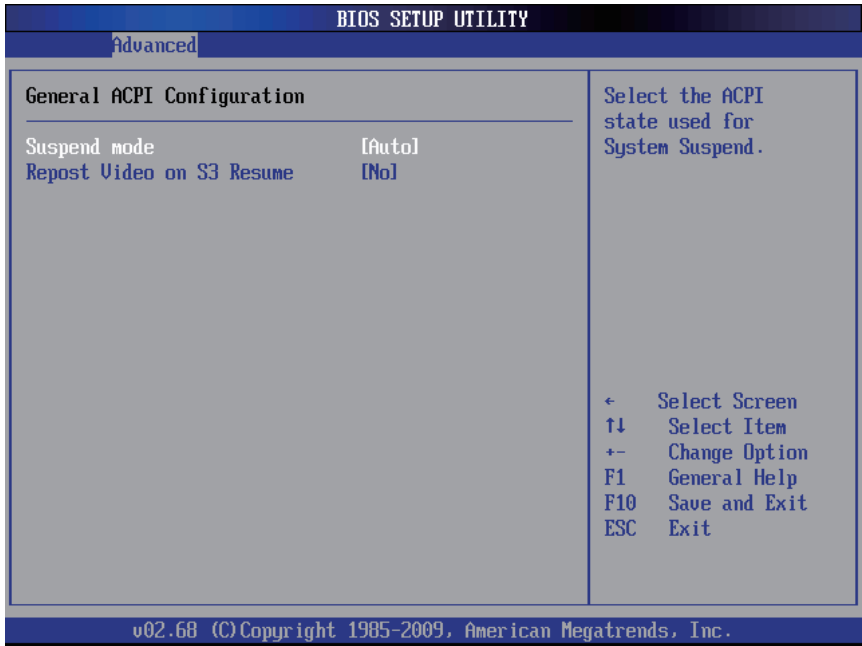 BIOS SETUP UTILITY
Advanced
General ACPI Configuration
Suspend mode [Auto]
Repost Video on S3 Resume [No]
Select the ACPI
state used for
System Suspend.
← Select Screen
↑↓ Select Item
+- Change Option
F1 General Help
F10 Save and Exit
ESC Exit
v02.68 (C)Copyright 1985-2009, American Megatrends, Inc.